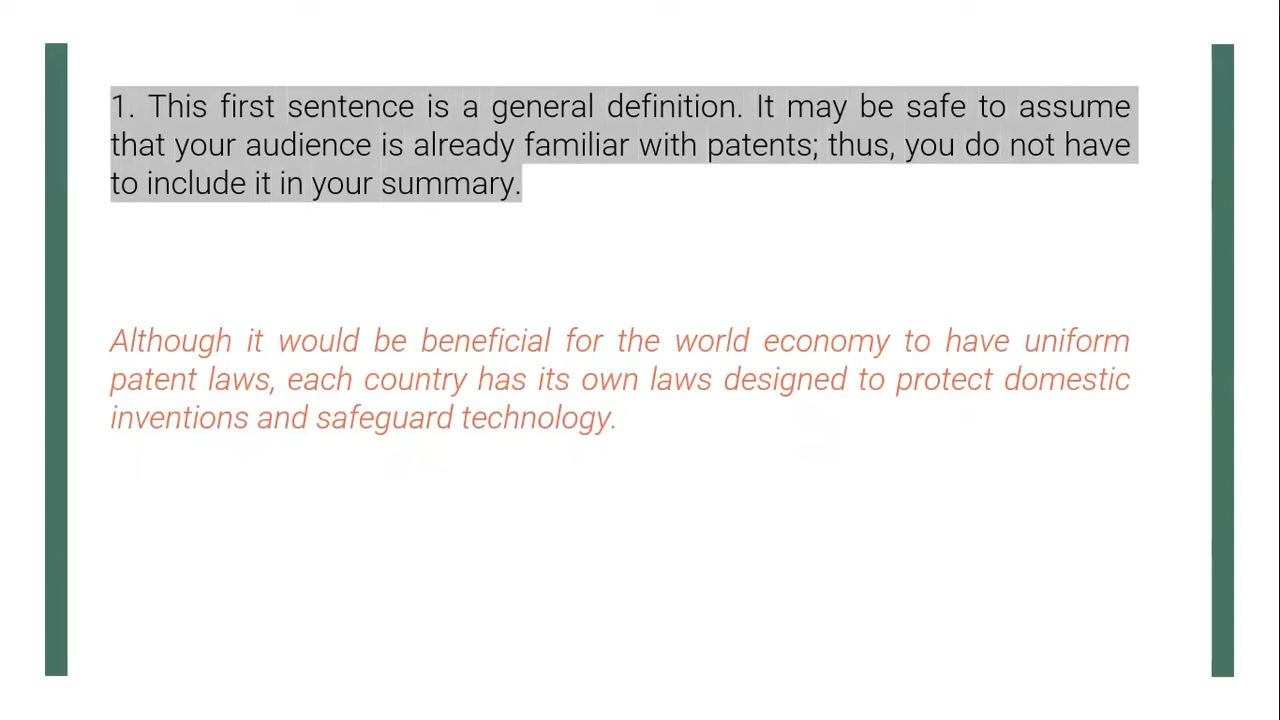 1. This first sentence is a general definition. It may be safe to assume
that your audience is already familiar with patents; thus, you do not have
to include it in your summary.
Although it would be beneficial for the world economy to have uniform
patent laws, each country has its own laws designed to protect domestic
inventions and safeguard technology.